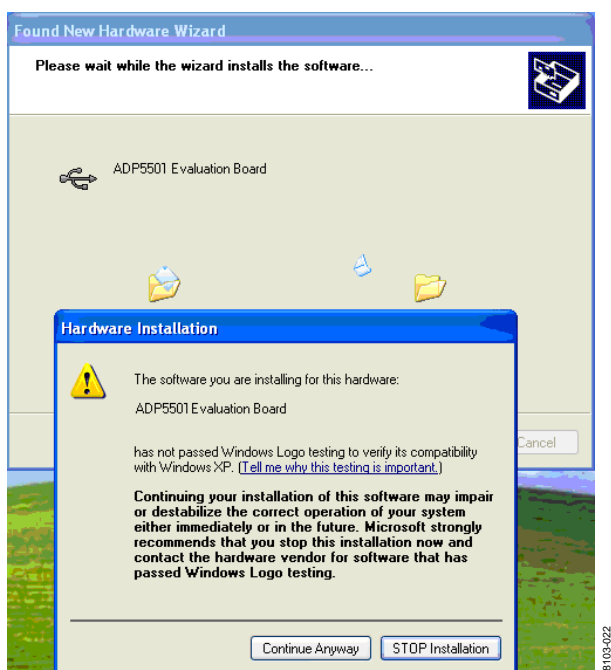 Found New Hardware Wizard
Please wait while the wizard installs the software...
ADP5501 Evaluation Board
Cancel
Hardware Installation
The software you are installing for this hardware:
ADP5501 Evaluation Board
has not passed Windows Logo testing to verify its compatibility
with Windows XP. (Tell me why this testing is important.)
Continuing your installation of this software may impair
or destabilize the correct operation of your system
either immediately or in the future. Microsoft strongly
recommends that you stop this installation now and
contact the hardware vendor for software that has
passed Windows Logo testing.
Continue Anyway
STOP Installation
8103-022